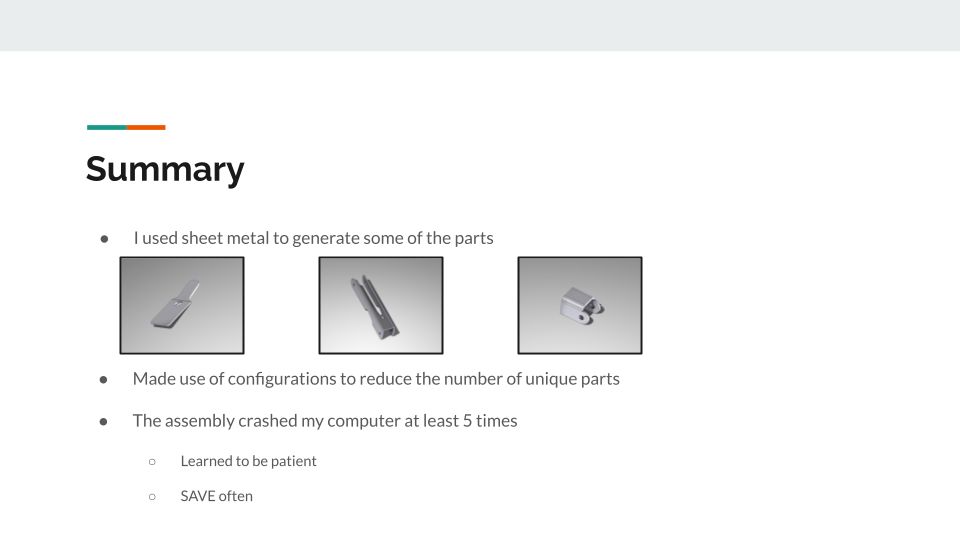 Summary
● I used sheet metal to generate some of the parts
● Made use of configurations to reduce the number of unique parts
● The assembly crashed my computer at least 5 times
○ Learned to be patient
○ SAVE often